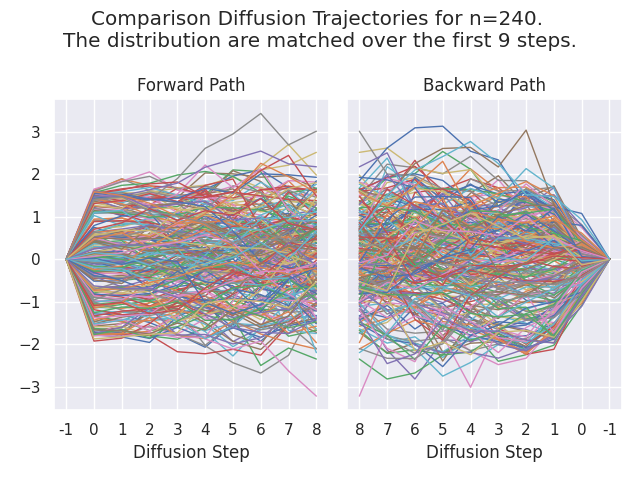 Comparison Diffusion Trajectories for n=240.
The distribution are matched over the first 9 steps.
Forward Path
Backward Path
3
2
1
0
−1
−2
−3
-1 0 1 2 3 4 5 6 7 8
8 7 6 5 4 3 2 1 0 -1
Diffusion Step
Diffusion Step